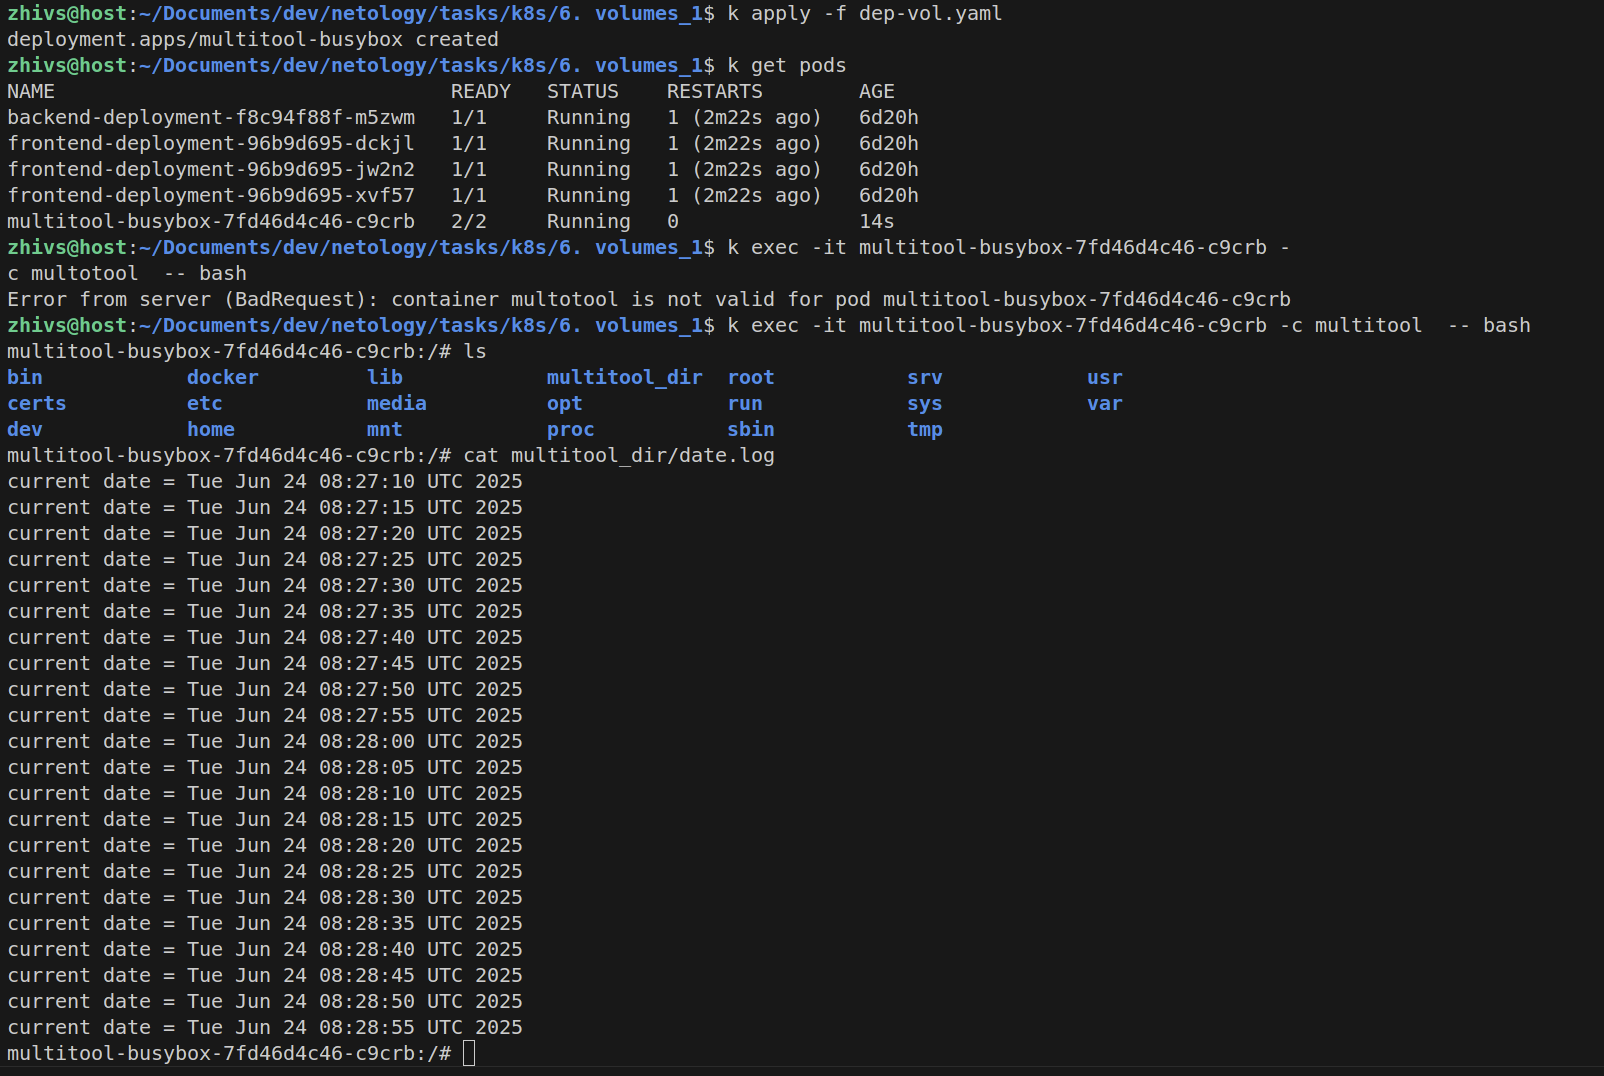 zhivs@host:~/Documents/dev/netology/tasks/k8s/6. volumes_1$ k apply -f dep-vol.yaml
deployment.apps/multitool-busybox created
zhivs@host:~/Documents/dev/netology/tasks/k8s/6. volumes_1$ k get pods
NAME                                 READY   STATUS    RESTARTS        AGE
backend-deployment-f8c94f88f-m5zwm   1/1     Running   1 (2m22s ago)   6d20h
frontend-deployment-96b9d695-dckjl   1/1     Running   1 (2m22s ago)   6d20h
frontend-deployment-96b9d695-jw2n2   1/1     Running   1 (2m22s ago)   6d20h
frontend-deployment-96b9d695-xvf57   1/1     Running   1 (2m22s ago)   6d20h
multitool-busybox-7fd46d4c46-c9crb   2/2     Running   0               14s
zhivs@host:~/Documents/dev/netology/tasks/k8s/6. volumes_1$ k exec -it multitool-busybox-7fd46d4c46-c9crb -
c multotool  -- bash
Error from server (BadRequest): container multotool is not valid for pod multitool-busybox-7fd46d4c46-c9crb
zhivs@host:~/Documents/dev/netology/tasks/k8s/6. volumes_1$ k exec -it multitool-busybox-7fd46d4c46-c9crb -c multitool  -- bash
multitool-busybox-7fd46d4c46-c9crb:/# ls
bin            docker         lib            multitool_dir  root           srv            usr
certs          etc            media          opt            run            sys            var
dev            home           mnt            proc           sbin           tmp
multitool-busybox-7fd46d4c46-c9crb:/# cat multitool_dir/date.log
current date = Tue Jun 24 08:27:10 UTC 2025
current date = Tue Jun 24 08:27:15 UTC 2025
current date = Tue Jun 24 08:27:20 UTC 2025
current date = Tue Jun 24 08:27:25 UTC 2025
current date = Tue Jun 24 08:27:30 UTC 2025
current date = Tue Jun 24 08:27:35 UTC 2025
current date = Tue Jun 24 08:27:40 UTC 2025
current date = Tue Jun 24 08:27:45 UTC 2025
current date = Tue Jun 24 08:27:50 UTC 2025
current date = Tue Jun 24 08:27:55 UTC 2025
current date = Tue Jun 24 08:28:00 UTC 2025
current date = Tue Jun 24 08:28:05 UTC 2025
current date = Tue Jun 24 08:28:10 UTC 2025
current date = Tue Jun 24 08:28:15 UTC 2025
current date = Tue Jun 24 08:28:20 UTC 2025
current date = Tue Jun 24 08:28:25 UTC 2025
current date = Tue Jun 24 08:28:30 UTC 2025
current date = Tue Jun 24 08:28:35 UTC 2025
current date = Tue Jun 24 08:28:40 UTC 2025
current date = Tue Jun 24 08:28:45 UTC 2025
current date = Tue Jun 24 08:28:50 UTC 2025
current date = Tue Jun 24 08:28:55 UTC 2025
multitool-busybox-7fd46d4c46-c9crb:/#